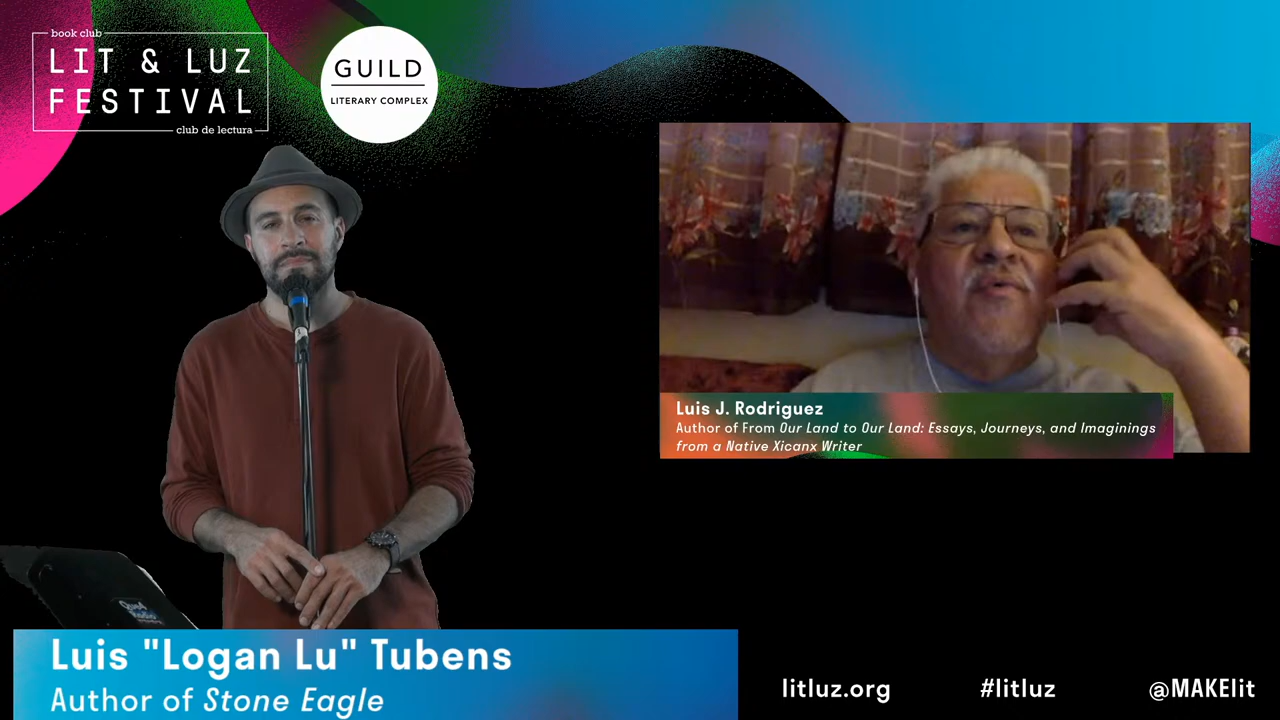 book club
LIT & LUZ
FESTIVAL
club de lectura
GUILD
LITERARY COMPLEX
Luis J. Rodriguez
Author of From Our Land to Our Land: Essays, Journeys, and Imaginings
from a Native Xicanx Writer
Luis "Logan Lu" Tubens
Author of Stone Eagle
litluz.org
#litluz
@MAKElit